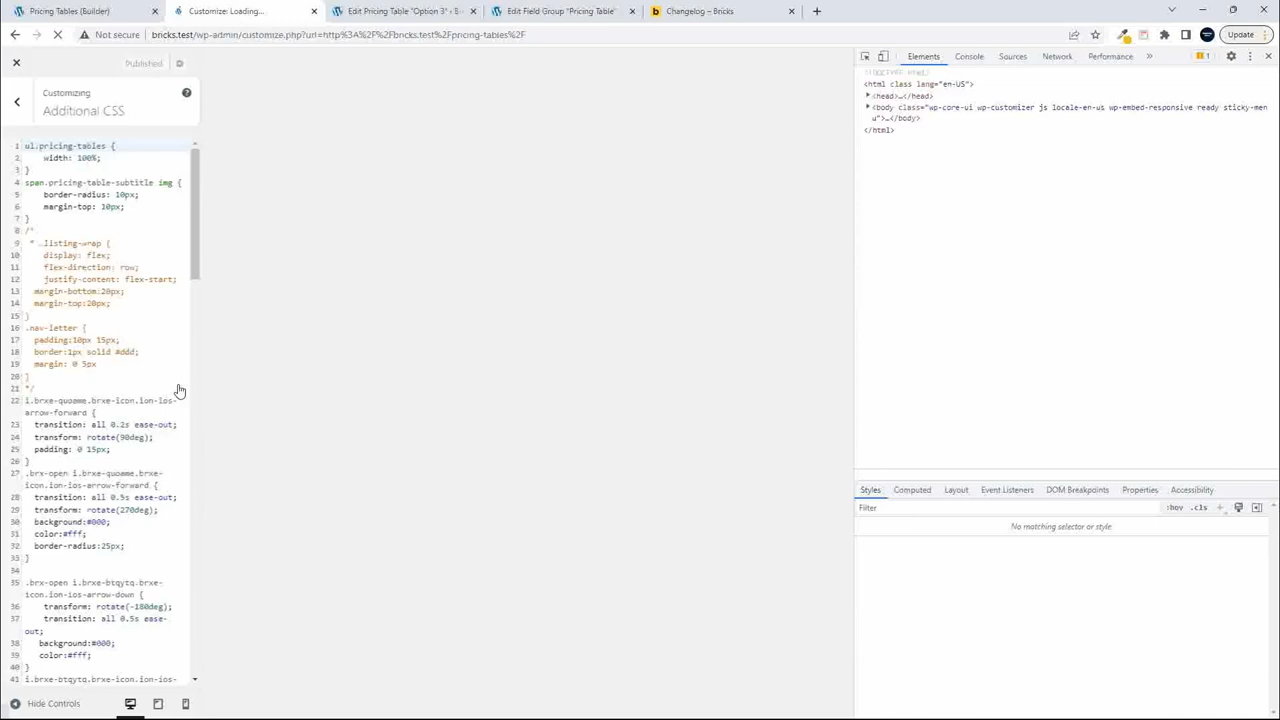 Pricing Tables (Builder)
Customize: Loading...
Edit Pricing Table "Option 3" ‹ B
Edit Field Group "Pricing Table"
Changelog – Bricks
Not secure
bricks.test/wp-admin/customize.php?url=http%3A%2F%2Fbricks.test%2Fpricing-tables%2F
Update
Published
Customizing
Additional CSS
1 ul.pricing-tables {
2 width: 100%;
3 }
4 span.pricing-table-subtitle img {
5 border-radius: 10px;
6 margin-top: 10px;
7 }
8 /*
9 * .listing-wrap {
10 display: flex;
11 flex-direction: row;
12 justify-content: flex-start;
13 margin-bottom:20px;
14 margin-top:20px;
15 }
16 .nav-letter {
17 padding:10px 15px;
18 border:1px solid #ddd;
19 margin: 0 5px
20 }
21 */
22 i.brxe-quoame.brxe-icon.ion-ios-
arrow-forward {
23 transition: all 0.2s ease-out;
24 transform: rotate(90deg);
25 padding: 0 15px;
26 }
27 .brx-open i.brxe-quoame.brxe-
icon.ion-ios-arrow-forward {
28 transition: all 0.5s ease-out;
29 transform: rotate(270deg);
30 background:#000;
31 color:#fff;
32 border-radius:25px;
33 }
34
35 .brx-open i.brxe-btqytq.brxe-
icon.ion-ios-arrow-down {
36 transform: rotate(-180deg);
37 transition: all 0.5s ease-
out;
38 background:#000;
39 color:#fff;
40 }
41 i.brxe-btqytq.brxe-icon.ion-ios-
Hide Controls
Elements
Console
Sources
Network
Performance
1
<!DOCTYPE html>
<html class lang="en-US">
<head>…</head>
<body class="wp-core-ui wp-customizer js locale-en-us wp-embed-responsive ready sticky-men
u">…</body>
</html>
Styles
Computed
Layout
Event Listeners
DOM Breakpoints
Properties
Accessibility
Filter
:hov
.cls
No matching selector or style